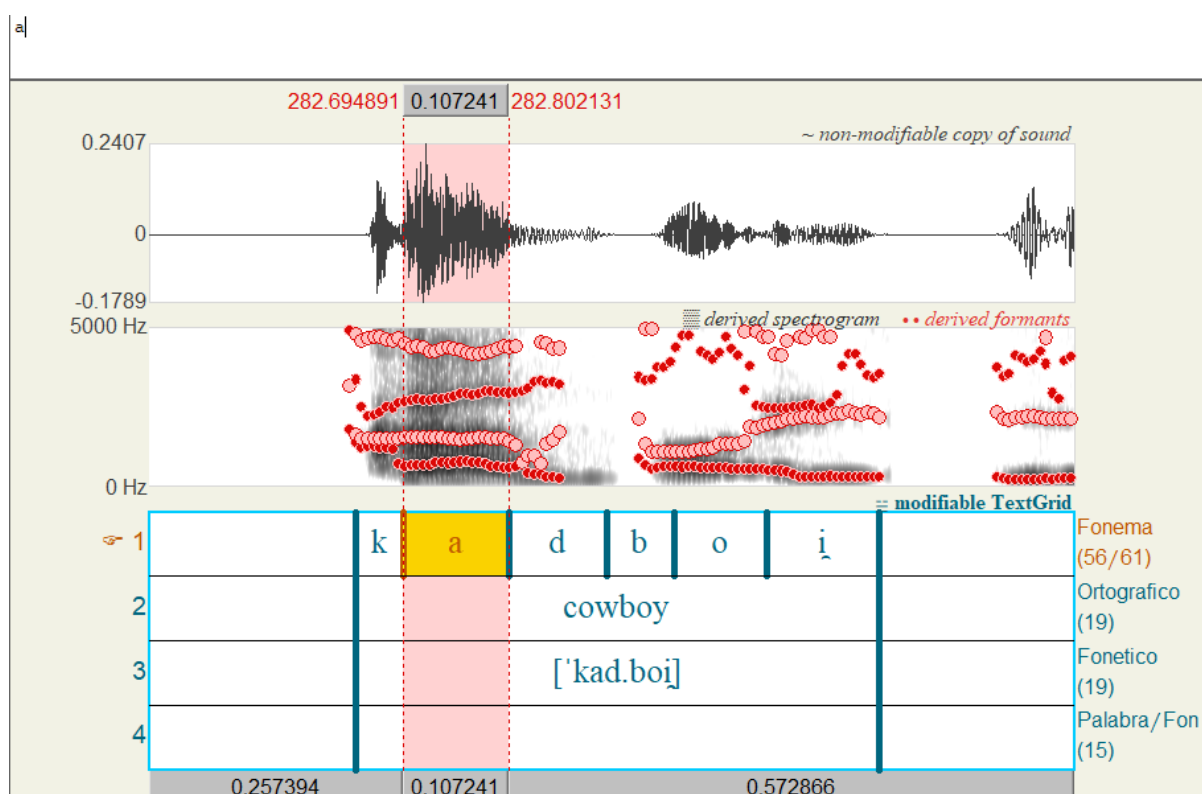 a
282.694891 0.107241 282.802131
0.2407
~ non-modifiable copy of sound
0
-0.1789
5000 Hz
derived spectrogram •• derived formants
0 Hz
modifiable TextGrid
☞ 1 k a d b o i̯ Fonema
(56/61)
2 cowboy Ortografico
(19)
3 [ˈkad.boi̯] Fonetico
(19)
4 Palabra/Fon
(15)
0.257394 0.107241 0.572866